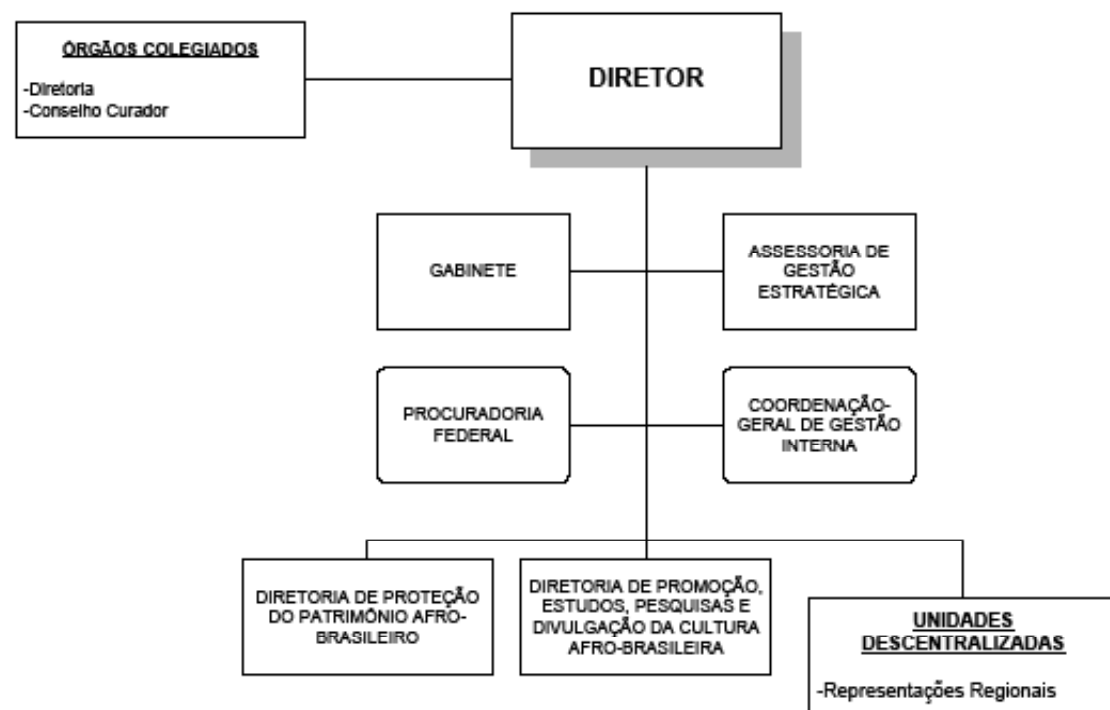 ÓRGÃOS COLEGIADOS
-Diretoria
-Conselho Curador
DIRETOR
GABINETE
ASSESSORIA DE
GESTÃO
ESTRATÉGICA
PROCURADORIA
FEDERAL
COORDENAÇÃO-
GERAL DE GESTÃO
INTERNA
DIRETORIA DE PROTEÇÃO
DO PATRIMÔNIO AFRO-
BRASILEIRO
DIRETORIA DE PROMOÇÃO,
ESTUDOS, PESQUISAS E
DIVULGAÇÃO DA CULTURA
AFRO-BRASILEIRA
UNIDADES
DESCENTRALIZADAS
-Representações Regionais